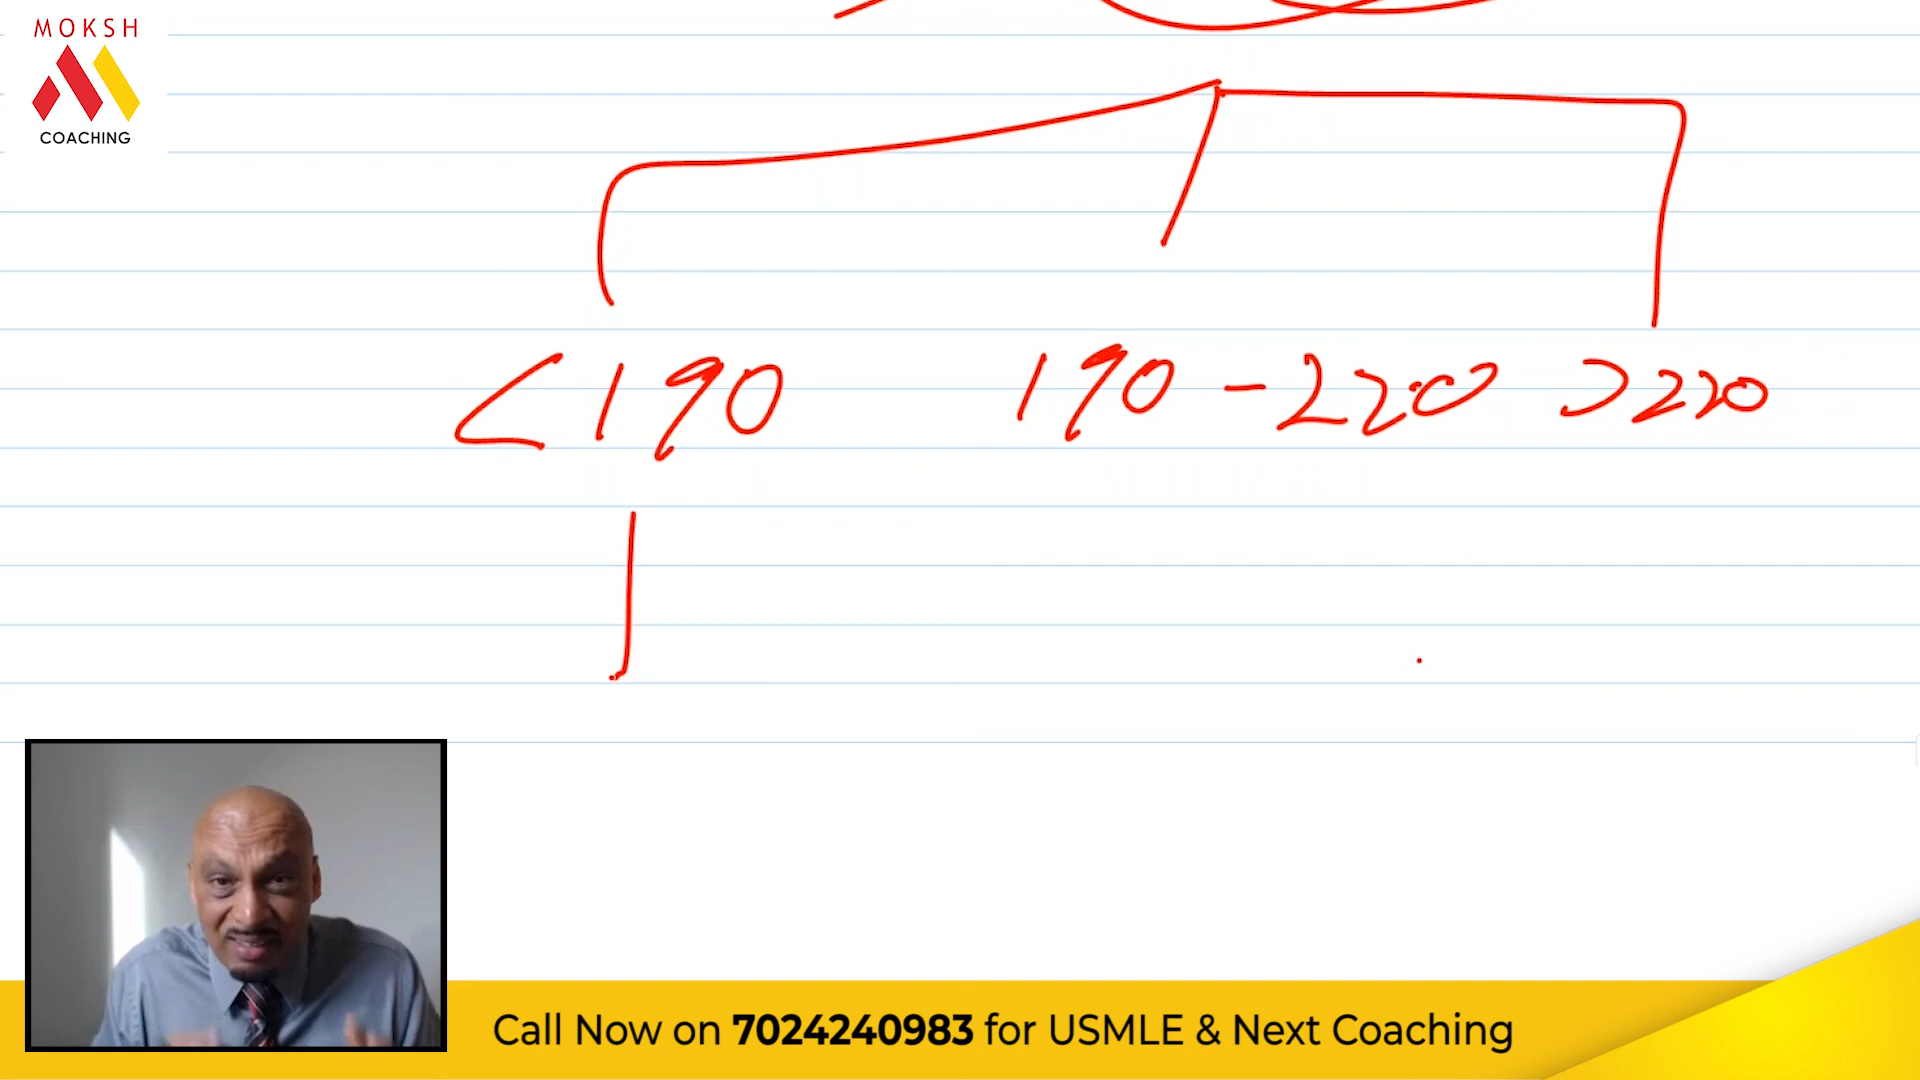 MOKSH
COACHING
<190 190-220 >220
Call Now on 7024240983 for USMLE & Next Coaching